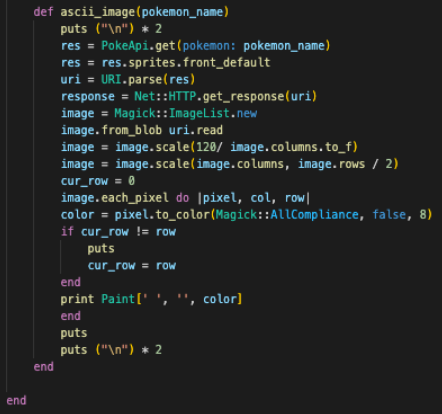 def ascii_image(pokemon_name)
puts ("\n") * 2
res = PokeApi.get(pokemon: pokemon_name)
res = res.sprites.front_default
uri = URI.parse(res)
response = Net::HTTP.get_response(uri)
image = Magick::ImageList.new
image.from_blob uri.read
image = image.scale(120/ image.columns.to_f)
image = image.scale(image.columns, image.rows / 2)
cur_row = 0
image.each_pixel do |pixel, col, row|
color = pixel.to_color(Magick::AllCompliance, false, 8)
if cur_row != row
puts
cur_row = row
end
print Paint[' ', '', color]
end
puts
puts ("\n") * 2
end
end